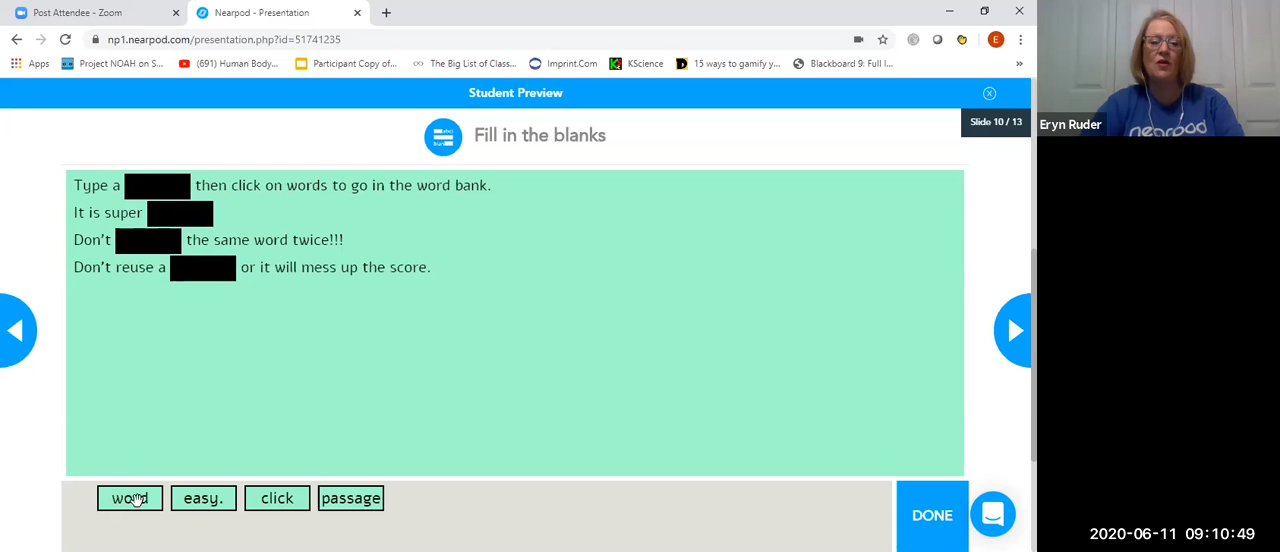 Post Attendee - Zoom
Nearpod - Presentation
np1.nearpod.com/presentation.php?id=51741235
E
Apps
Project NOAH on S...
(691) Human Body...
Participant Copy of...
The Big List of Class...
Imprint.Com
KScience
15 ways to gamify y...
Blackboard 9: Full I...
Student Preview
Slide 10 / 13
Fill in the blanks
Type a then click on words to go in the word bank.
It is super
Don't the same word twice!!!
Don't reuse a or it will mess up the score.
word easy. click passage
DONE
nearpod
Eryn Ruder
2020-06-11 09:10:49